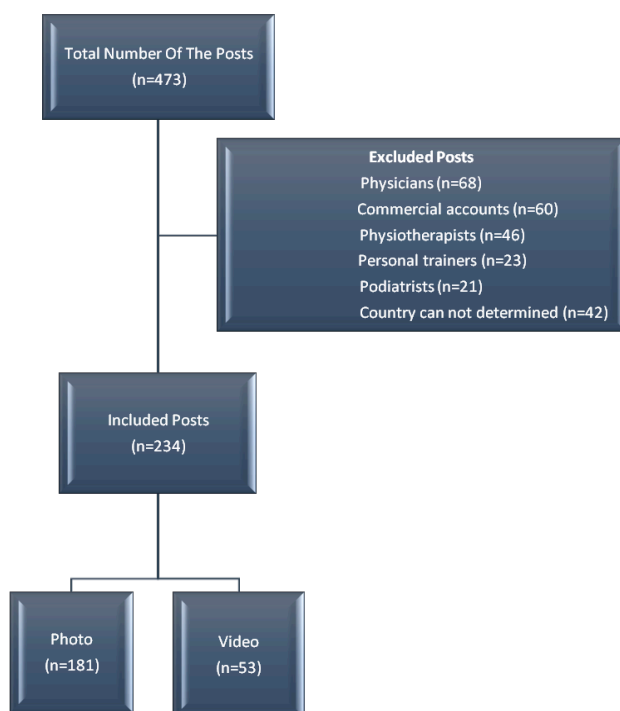 Total Number Of The Posts
(n=473)
Excluded Posts
Physicians (n=68)
Commercial accounts (n=60)
Physiotherapists (n=46)
Personal trainers (n=23)
Podiatrists (n=21)
Country can not determined (n=42)
Included Posts
(n=234)
Photo
(n=181)
Video
(n=53)